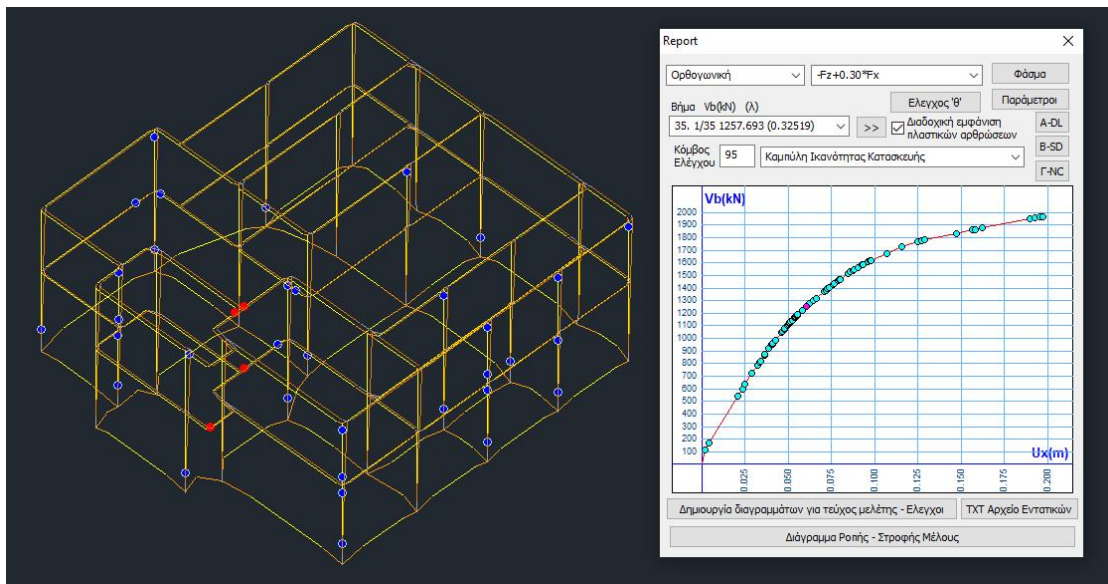 Report
Ορθογωνική
-Fz+0.30*Fx
Φάσμα
Βήμα Vb(kN) (λ)
Ελεγχος 'θ'
Παράμετροι
35. 1/35 1257.693 (0.32519)
>>
Διαδοχική εμφάνιση
πλαστικών αρθρώσεων
A-DL
Κόμβος
Ελέγχου
95
Καμπύλη Ικανότητας Κατασκευής
B-SD
Γ-NC
Vb(kN)
2000
1900
1800
1700
1600
1500
1400
1300
1200
1100
1000
900
800
700
600
500
400
300
200
100
Ux(m)
0.025
0.050
0.075
0.100
0.125
0.150
0.175
0.200
Δημιουργία διαγραμμάτων για τεύχος μελέτης - Ελεγχοι
TXT Αρχείο Εντατικών
Διάγραμμα Ροπής - Στροφής Μέλους